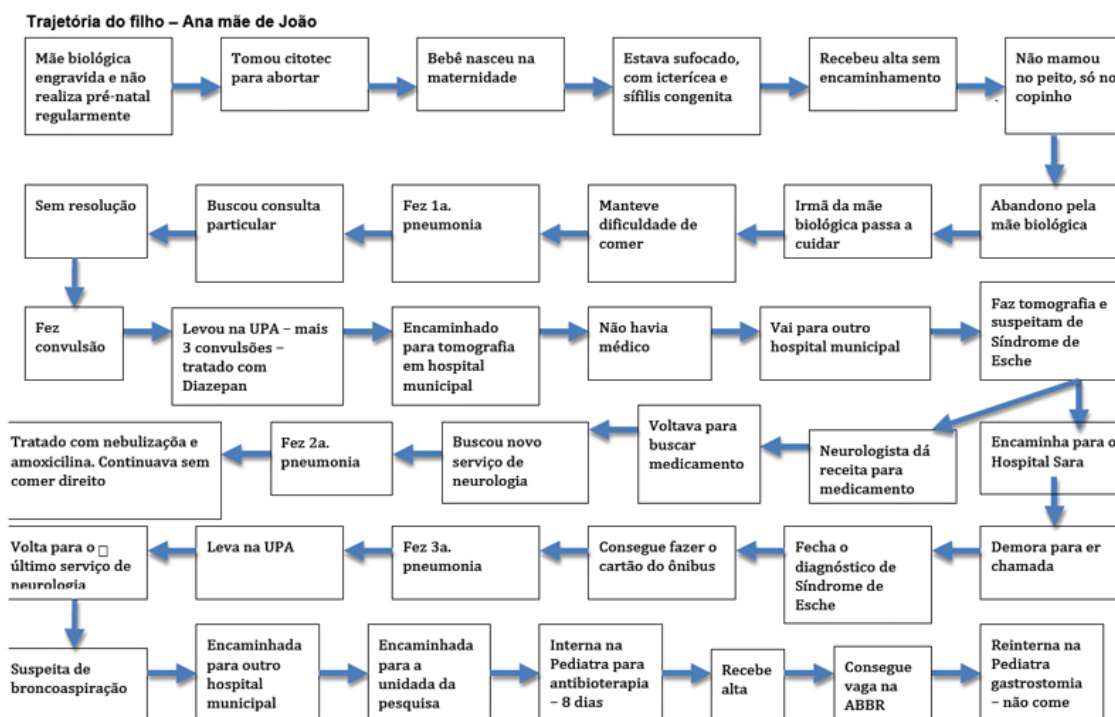 Trajetória do filho – Ana mãe de João
Mãe biológica
engravida e não
realiza pré-natal
regularmente
Tomou citotec
para abortar
Bebê nasceu na
maternidade
Estava sufocado,
com icterícea e
sífilis congenita
Recebeu alta sem
encaminhamento
Não mamou
no peito, só no
copinho
Abandono pela
mãe biológica
Irmã da mãe
biológica passa a
cuidar
Manteve
dificuldade de
comer
Fez 1a.
pneumonia
Buscou consulta
particular
Sem resolução
Fez
convulsão
Levou na UPA – mais
3 convulsões –
tratado com
Diazepan
Encaminhado
para tomografia
em hospital
municipal
Não havia
médico
Vai para outro
hospital municipal
Faz tomografia e
suspeitam de
Síndrome de
Esche
Neurologista dá
receita para
medicamento
Voltava para
buscar
medicamento
Buscou novo
serviço de
neurologia
Fez 2a.
pneumonia
Tratado com nebulização e
amoxicilina. Continuava sem
comer direito
Encaminha para o
Hospital Sara
Demora para er
chamada
Fecha o
diagnóstico de
Síndrome de
Esche
Consegue fazer o
cartão do ônibus
Fez 3a.
pneumonia
Leva na UPA
Volta para o
último serviço de
neurologia
Suspeita de
broncoaspiração
Encaminhada
para outro
hospital
municipal
Encaminhada
para a
unidada da
pesquisa
Interna na
Pediatra para
antibioterapia
– 8 dias
Recebe
alta
Consegue
vaga na
ABBR
Reinterna na
Pediatra
gastrostomia
– não come